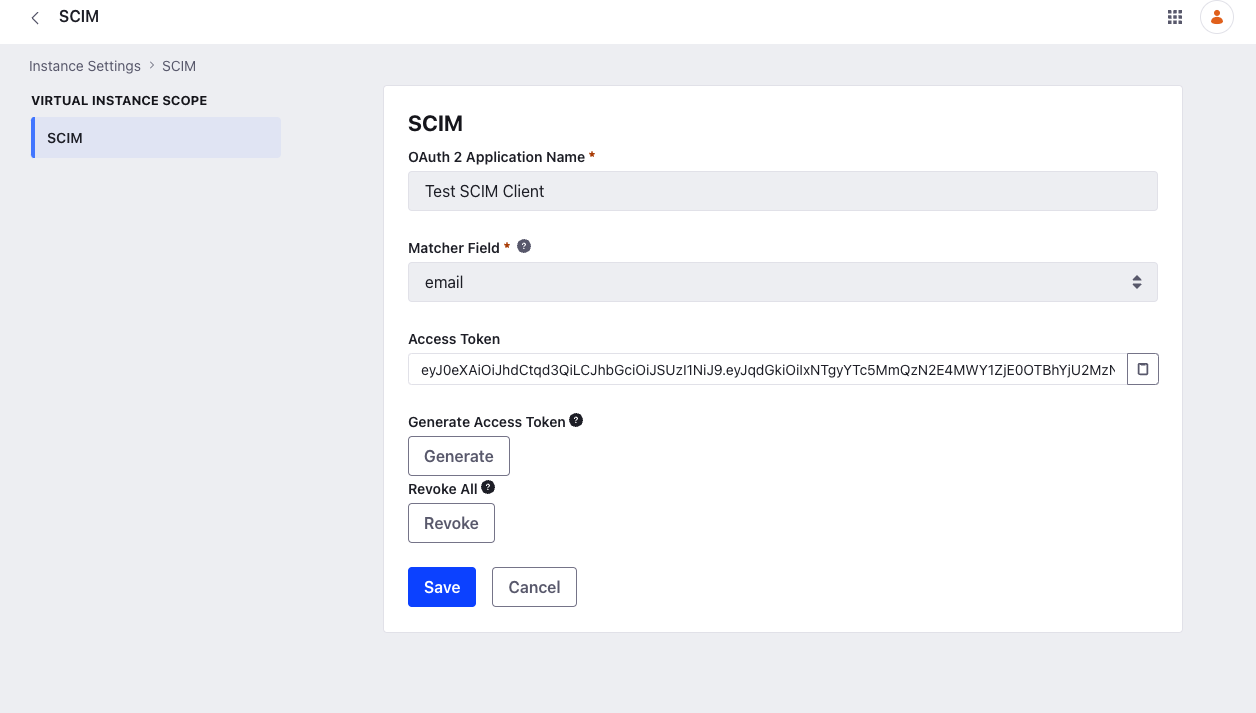 SCIM
Instance Settings > SCIM
VIRTUAL INSTANCE SCOPE
SCIM
SCIM
OAuth 2 Application Name *
Test SCIM Client
Matcher Field * ?
email
Access Token
eyJ0eXAiOiJhdCtqd3QiLCJhbGciOiJSUzI1NiJ9.eyJqdGkiOiIxNTgyYTc5MmQzN2E4MWY1ZjE0OTBhYjU2MzN
Generate Access Token ?
Generate
Revoke All ?
Revoke
Save Cancel